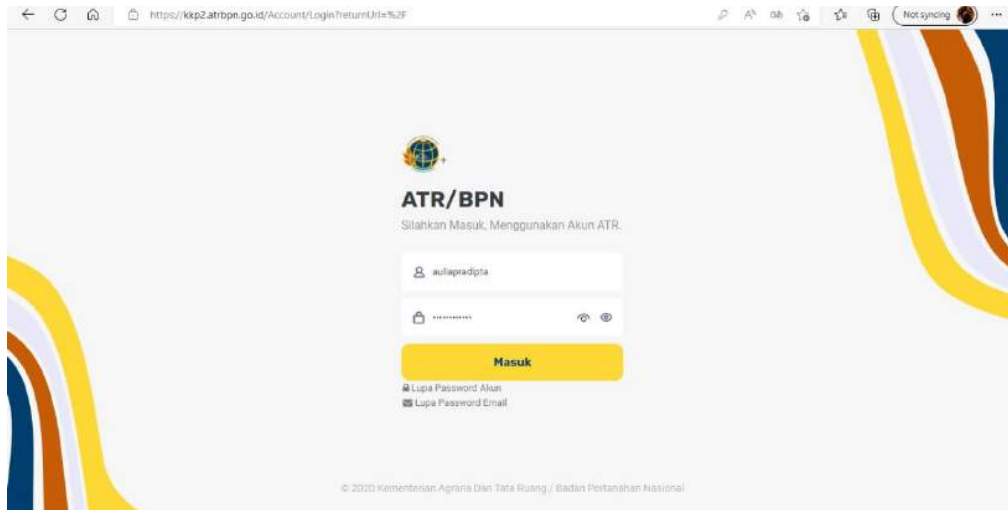 https://kkp2.atrbpn.go.id/Account/Login?returnUrl=%2F
Not syncing
ATR/BPN
Silahkan Masuk, Menggunakan Akun ATR.
auliapradipta
Masuk
Lupa Password Akun
Lupa Password Email
© 2020 Kementerian Agraria Dan Tata Ruang / Badan Pertanahan Nasional